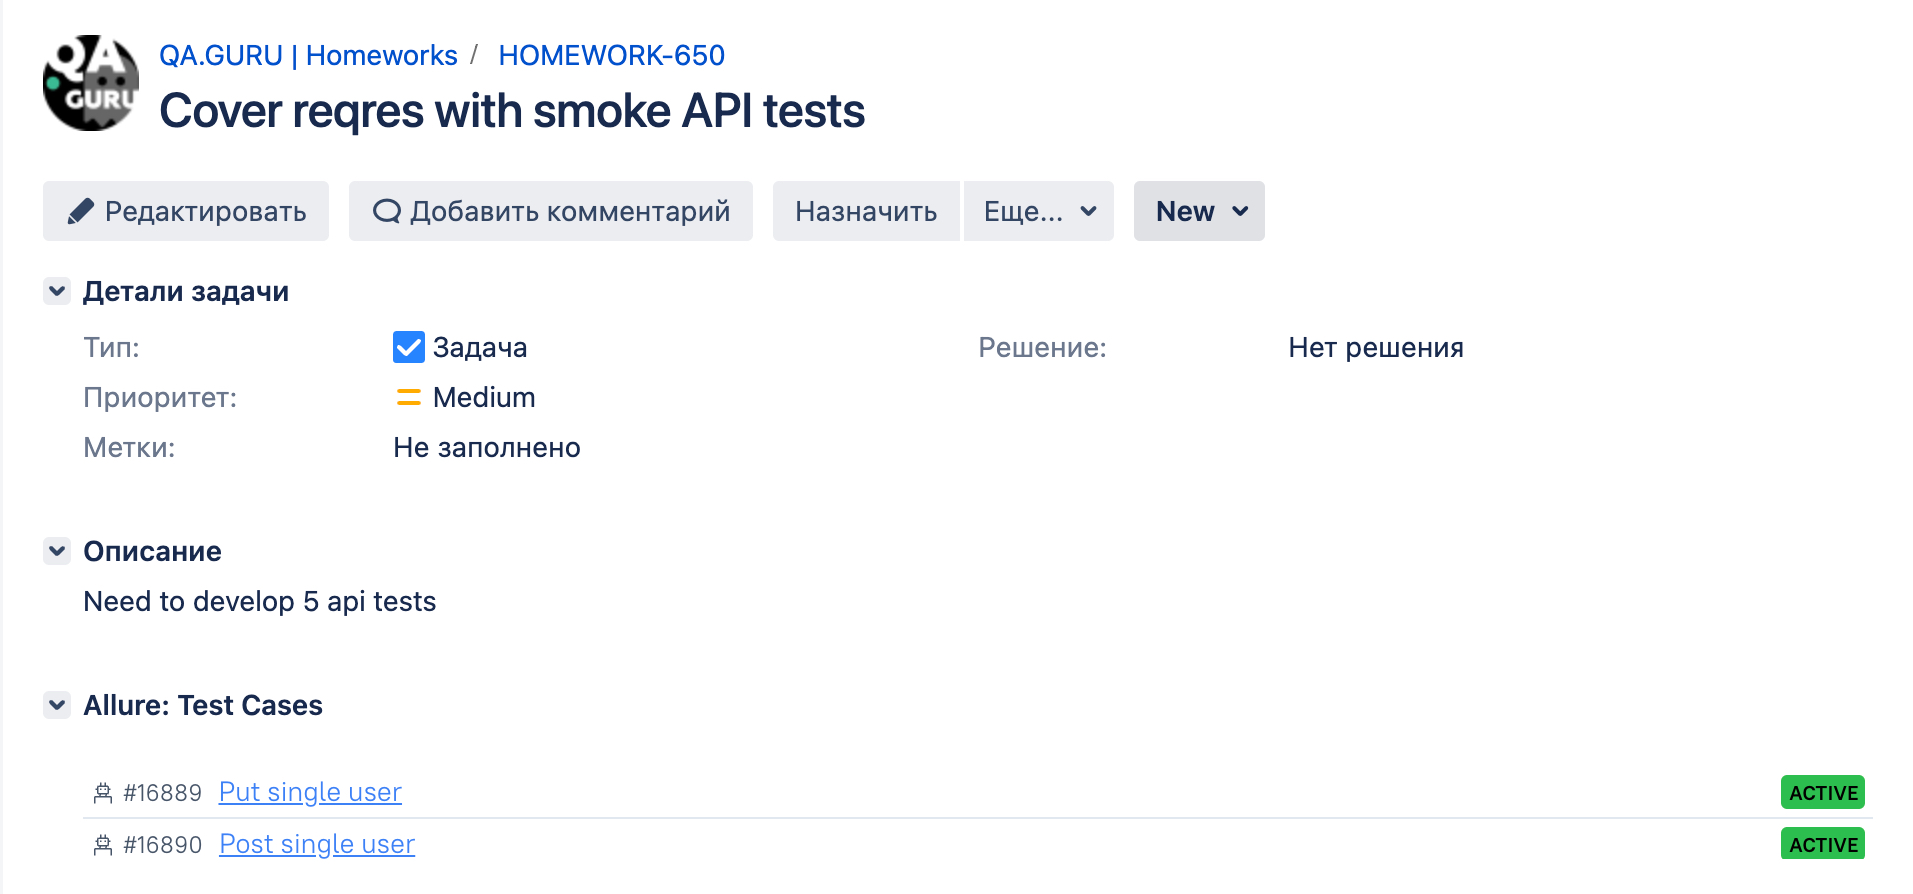 QA
GURU
QA.GURU | Homeworks / HOMEWORK-650
Cover reqres with smoke API tests
Редактировать Добавить комментарий Назначить Еще... New
Детали задачи
Тип: Задача Решение: Нет решения
Приоритет: Medium
Метки: Не заполнено
Описание
Need to develop 5 api tests
Allure: Test Cases
#16889 Put single user ACTIVE
#16890 Post single user ACTIVE